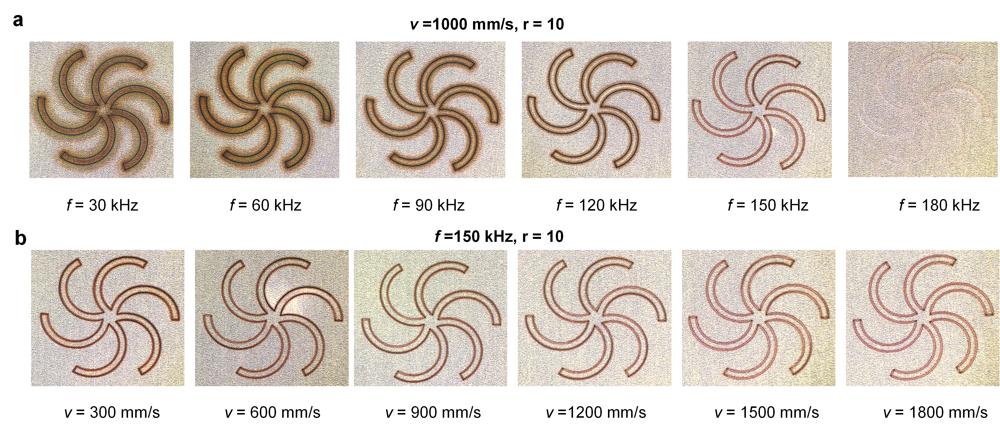 a
v =1000 mm/s, r = 10
f = 30 kHz
f = 60 kHz
f = 90 kHz
f = 120 kHz
f = 150 kHz
f = 180 kHz
b
f =150 kHz, r = 10
v = 300 mm/s
v = 600 mm/s
v = 900 mm/s
v =1200 mm/s
v = 1500 mm/s
v = 1800 mm/s